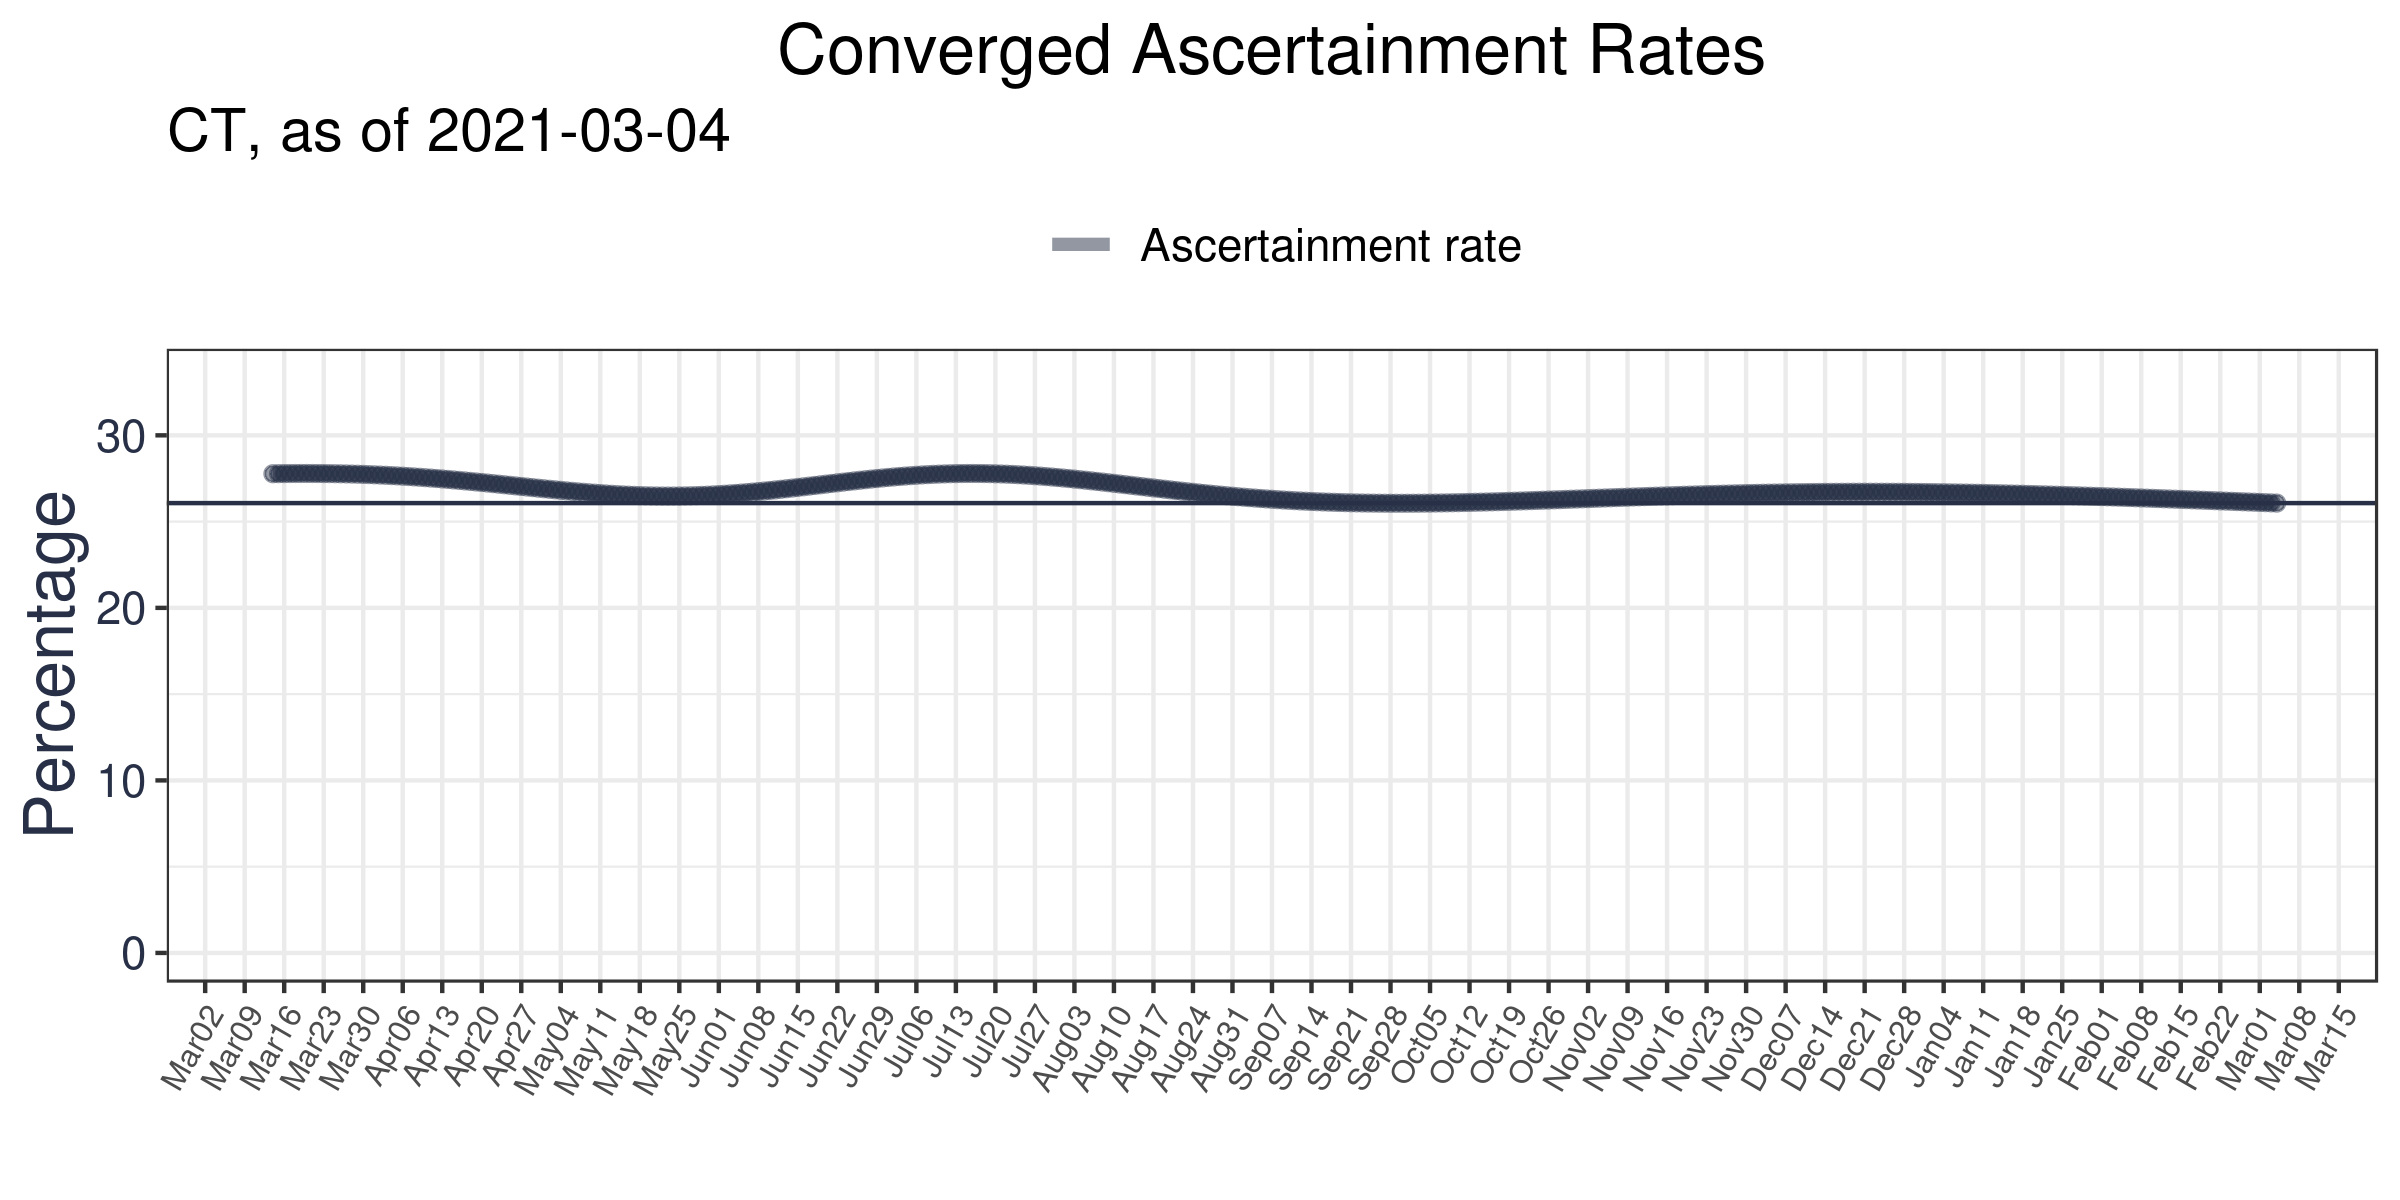 Converged Ascertainment Rates
CT, as of 2021-03-04
Ascertainment rate
Percentage
30
20
10
0
Mar02
Mar09
Mar16
Mar23
Mar30
Apr06
Apr13
Apr20
Apr27
May04
May11
May18
May25
Jun01
Jun08
Jun15
Jun22
Jun29
Jul06
Jul13
Jul20
Jul27
Aug03
Aug10
Aug17
Aug24
Aug31
Sep07
Sep14
Sep21
Sep28
Oct05
Oct12
Oct19
Oct26
Nov02
Nov09
Nov16
Nov23
Nov30
Dec07
Dec14
Dec21
Dec28
Jan04
Jan11
Jan18
Jan25
Feb01
Feb08
Feb15
Feb22
Mar01
Mar08
Mar15